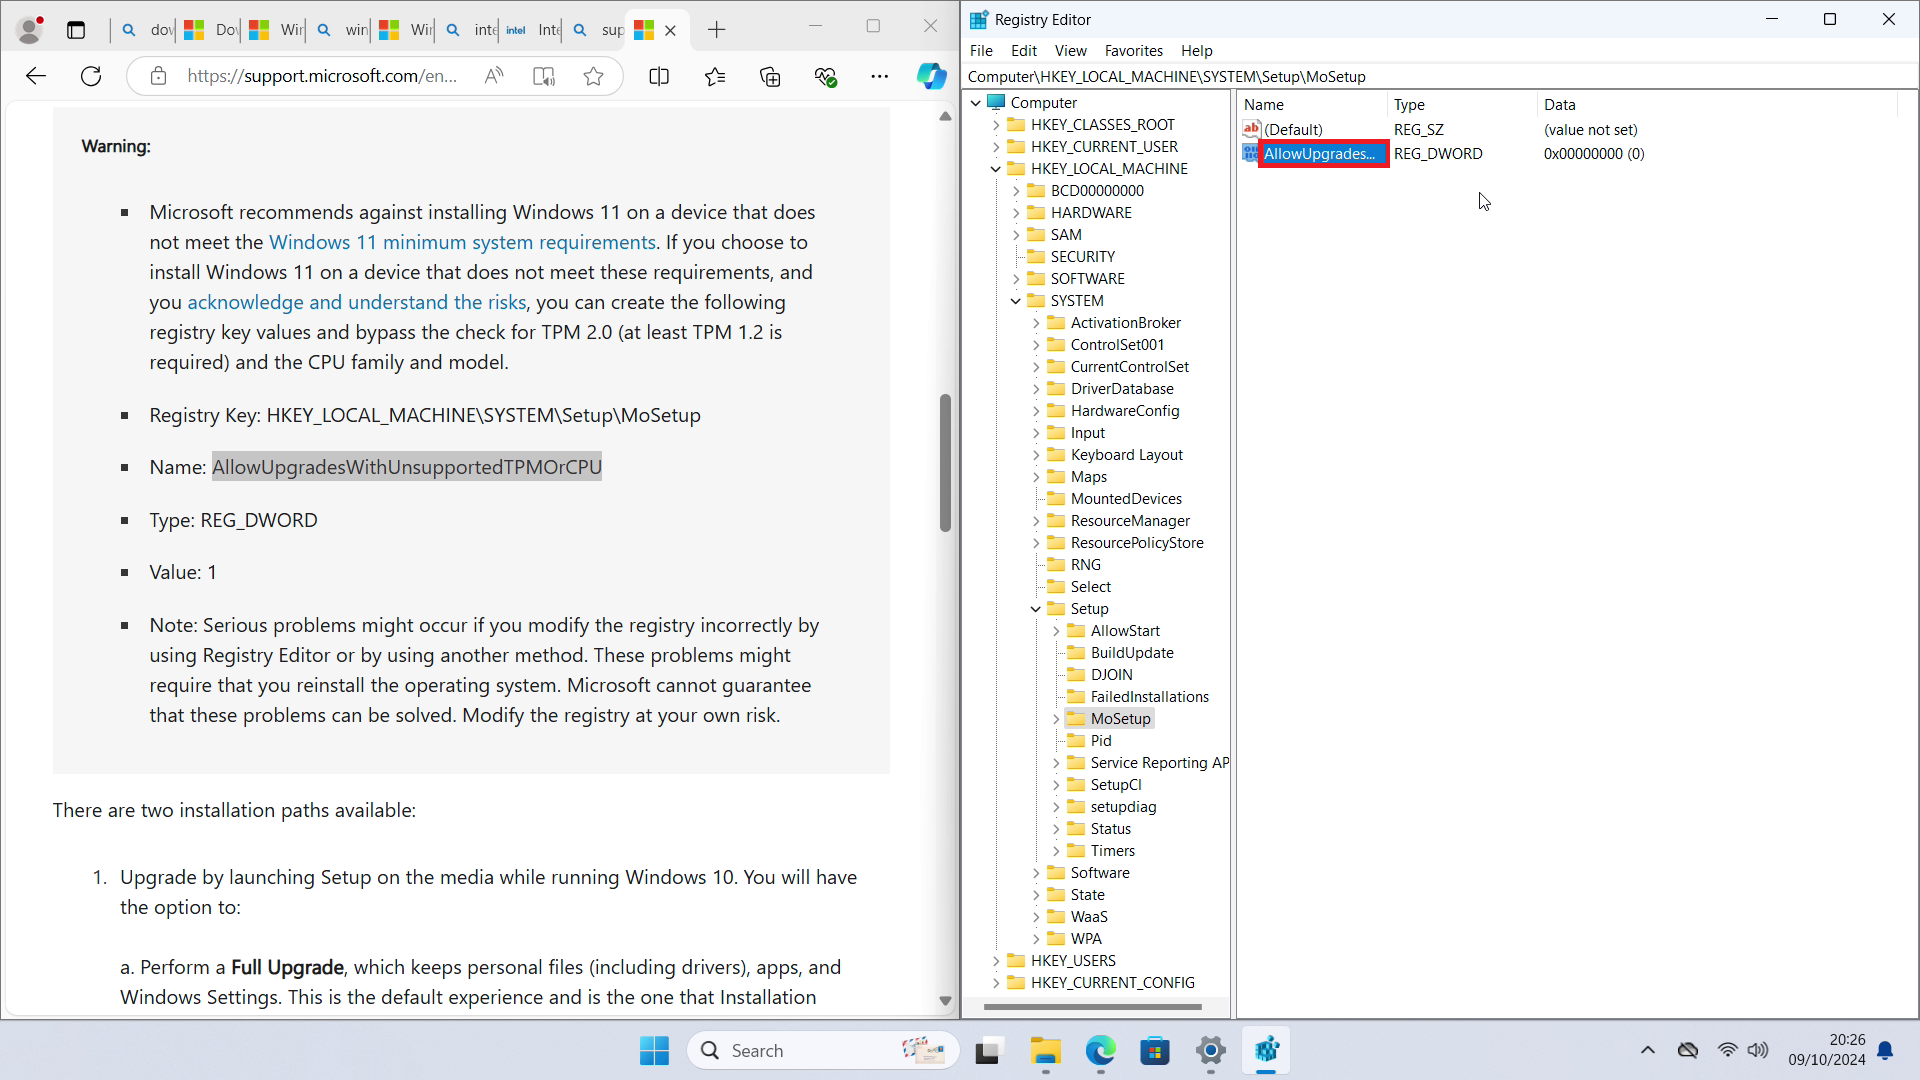 dov
Dov
Wir
win
Wir
inte
intel
Inte
sup
https://support.microsoft.com/en...
Warning:
Microsoft recommends against installing Windows 11 on a device that does
not meet the Windows 11 minimum system requirements. If you choose to
install Windows 11 on a device that does not meet these requirements, and
you acknowledge and understand the risks, you can create the following
registry key values and bypass the check for TPM 2.0 (at least TPM 1.2 is
required) and the CPU family and model.
Registry Key: HKEY_LOCAL_MACHINE\SYSTEM\Setup\MoSetup
Name: AllowUpgradesWithUnsupportedTPMOrCPU
Type: REG_DWORD
Value: 1
Note: Serious problems might occur if you modify the registry incorrectly by
using Registry Editor or by using another method. These problems might
require that you reinstall the operating system. Microsoft cannot guarantee
that these problems can be solved. Modify the registry at your own risk.
There are two installation paths available:
1. Upgrade by launching Setup on the media while running Windows 10. You will have
the option to:
a. Perform a Full Upgrade, which keeps personal files (including drivers), apps, and
Windows Settings. This is the default experience and is the one that Installation
Registry Editor
File Edit View Favorites Help
Computer\HKEY_LOCAL_MACHINE\SYSTEM\Setup\MoSetup
Computer
HKEY_CLASSES_ROOT
HKEY_CURRENT_USER
HKEY_LOCAL_MACHINE
BCD00000000
HARDWARE
SAM
SECURITY
SOFTWARE
SYSTEM
ActivationBroker
ControlSet001
CurrentControlSet
DriverDatabase
HardwareConfig
Input
Keyboard Layout
Maps
MountedDevices
ResourceManager
ResourcePolicyStore
RNG
Select
Setup
AllowStart
BuildUpdate
DJOIN
FailedInstallations
MoSetup
Pid
Service Reporting AP
SetupCl
setupdiag
Status
Timers
Software
State
WaaS
WPA
HKEY_USERS
HKEY_CURRENT_CONFIG
Name Type Data
ab (Default) REG_SZ (value not set)
AllowUpgrades... REG_DWORD 0x00000000 (0)
Search
20:26
09/10/2024